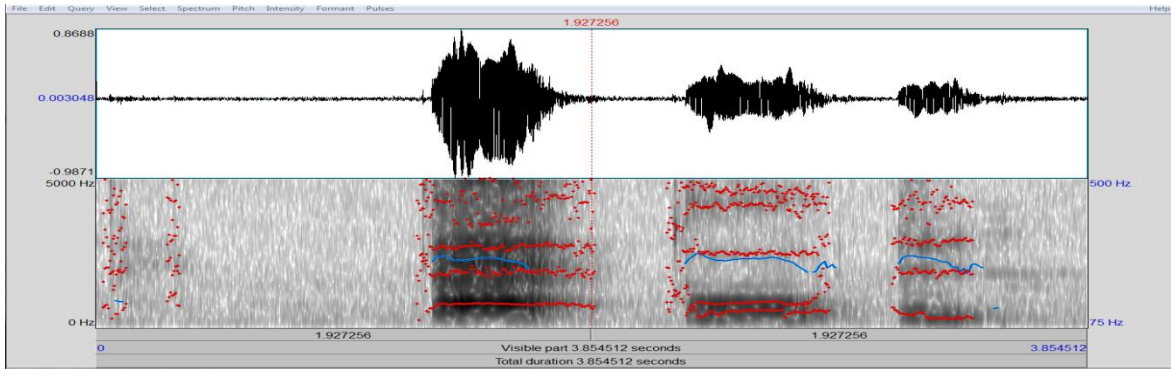 File Edit Query View Select Spectrum Pitch Intensity Formant Pulses Help
1.927256
0.8688
0.003048
-0.9871
5000 Hz 500 Hz
0 Hz 75 Hz
1.927256 1.927256
0 Visible part 3.854512 seconds 3.854512
Total duration 3.854512 seconds